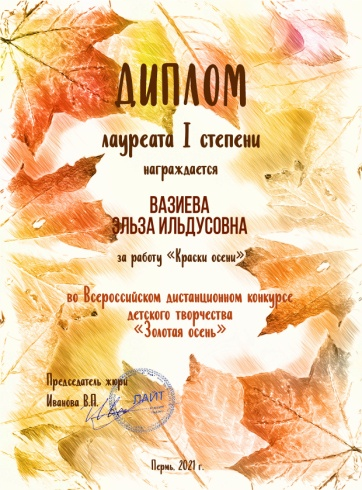 ДИПЛОМ
лауреата I степени
награждается
ВАЗИЕВА
ЭЛЬЗА ИЛЬДУСОВНА
за работу «Краски осени»
во Всероссийском дистанционном конкурсе
детского творчества
«Золотая осень»
Председатель жюри
Иванова В.П.
ЛАЙТ
Пермь, 2021 г.